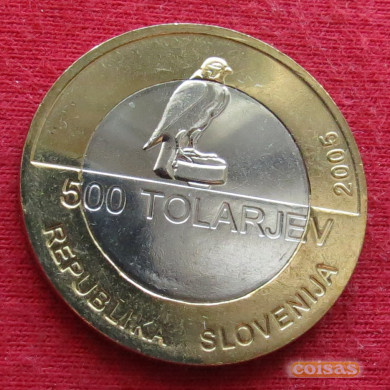 500 TOLARJEV
2005
REPUBLIKA SLOVENIJA
coisas